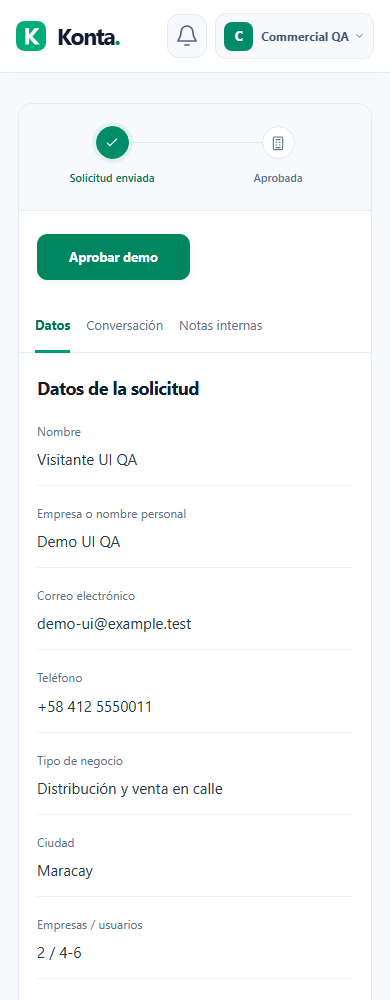 K Konta.
C Commercial QA
Solicitud enviada
Aprobada
Aprobar demo
Datos Conversación Notas internas
Datos de la solicitud
Nombre
Visitante UI QA
Empresa o nombre personal
Demo UI QA
Correo electrónico
demo-ui@example.test
Teléfono
+58 412 5550011
Tipo de negocio
Distribución y venta en calle
Ciudad
Maracay
Empresas / usuarios
2 / 4-6